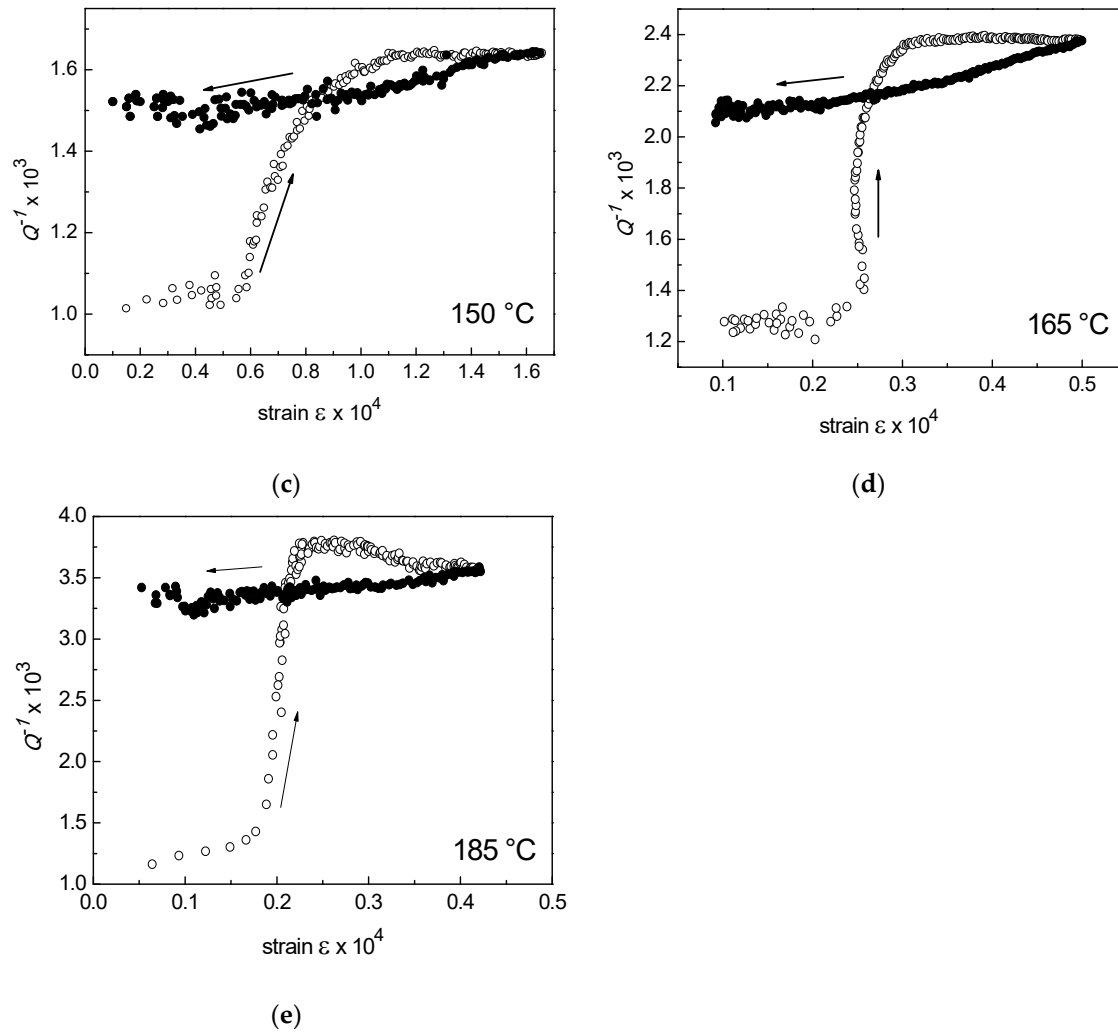 1.6
1.4
1.2
1.0
Q⁻¹ x 10³
0.0 0.2 0.4 0.6 0.8 1.0 1.2 1.4 1.6
strain ε x 10⁴
150 °C
(c)
2.4
2.2
2.0
1.8
1.6
1.4
1.2
Q⁻¹ x 10³
0.1 0.2 0.3 0.4 0.5
strain ε x 10⁴
165 °C
(d)
4.0
3.5
3.0
2.5
2.0
1.5
1.0
Q⁻¹ x 10³
0.0 0.1 0.2 0.3 0.4 0.5
strain ε x 10⁴
185 °C
(e)